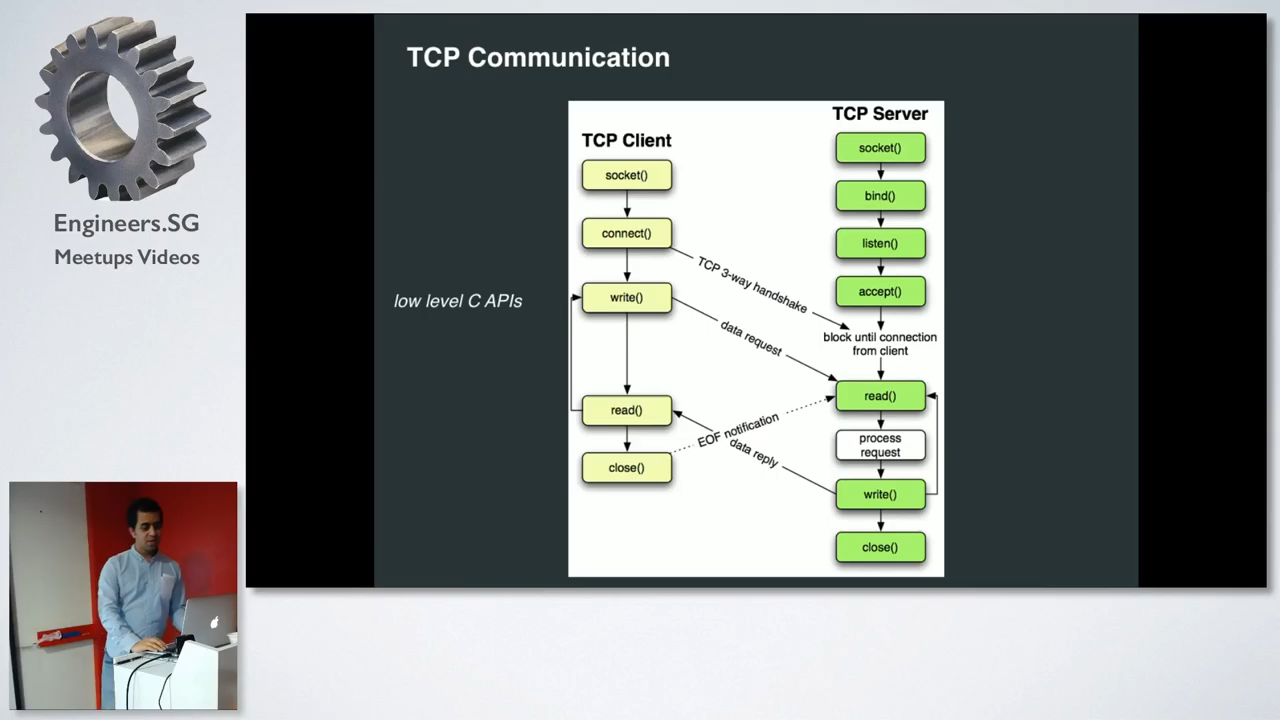 Engineers.SG
Meetups Videos
TCP Communication
low level C APIs
TCP Client
socket()
connect()
write()
read()
close()
TCP Server
socket()
bind()
listen()
accept()
block until connection
from client
read()
process
request
write()
close()
TCP 3-way handshake
data request
EOF notification
data reply